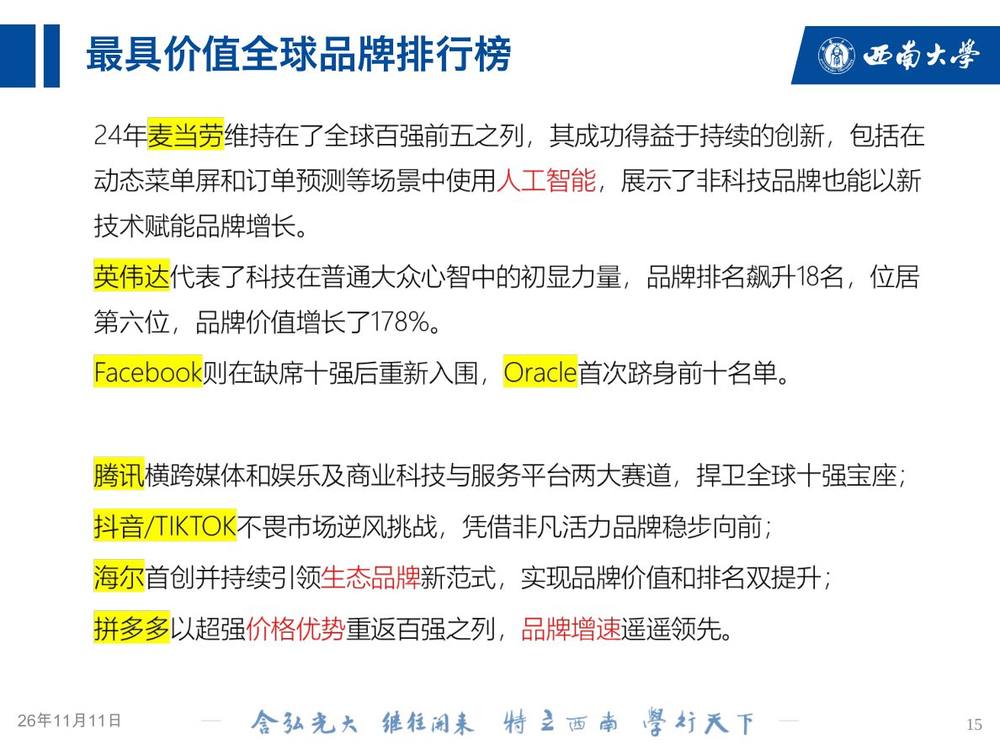 最具价值全球品牌排行榜
西南大学
24年麦当劳维持在了全球百强前五之列，其成功得益于持续的创新，包括在
动态菜单屏和订单预测等场景中使用人工智能，展示了非科技品牌也能以新
技术赋能品牌增长。
英伟达代表了科技在普通大众心智中的初显力量，品牌排名飙升18名，位居
第六位，品牌价值增长了178%。
Facebook则在缺席十强后重新入围，Oracle首次跻身前十名单。
腾讯横跨媒体和娱乐及商业科技与服务平台两大赛道，捍卫全球十强宝座；
抖音/TIKTOK不畏市场逆风挑战，凭借非凡活力品牌稳步向前；
海尔首创并持续引领生态品牌新范式，实现品牌价值和排名双提升；
拼多多以超强价格优势重返百强之列，品牌增速遥遥领先。
26年11月11日
含弘光大 继往开来 特立西南 學行天下
15